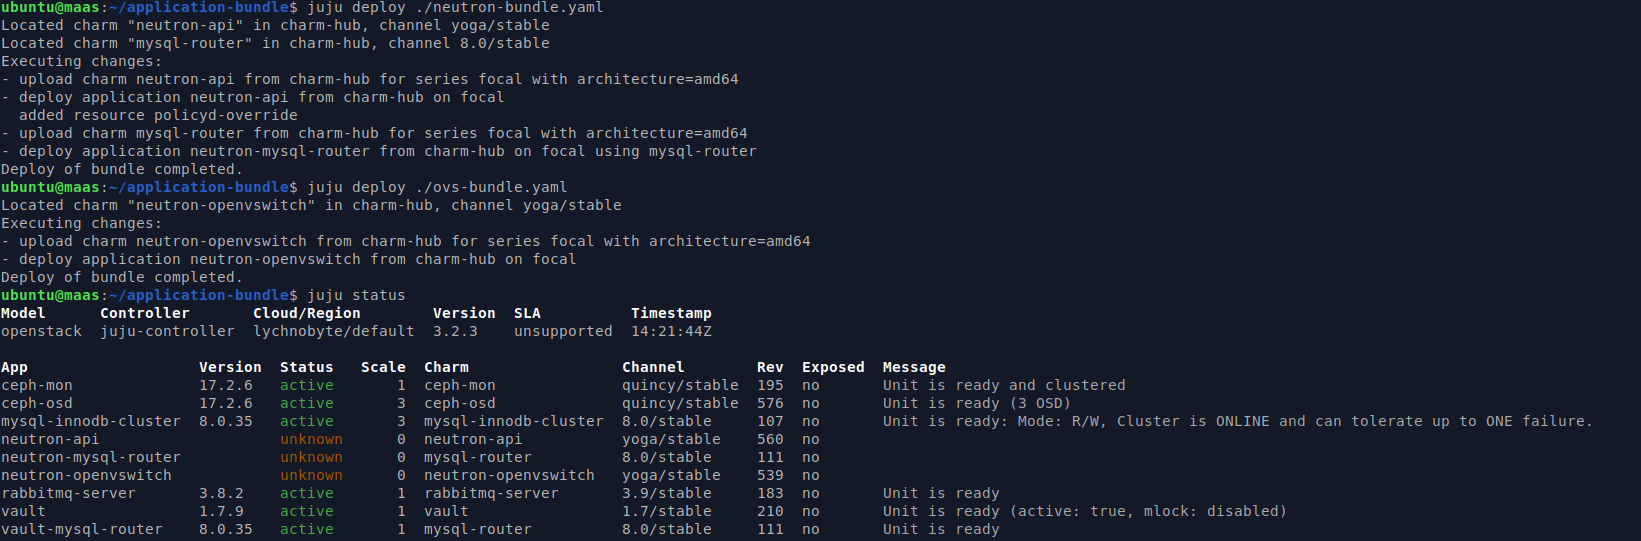 ubuntu@maas:~/application-bundle$ juju deploy ./neutron-bundle.yaml
Located charm "neutron-api" in charm-hub, channel yoga/stable
Located charm "mysql-router" in charm-hub, channel 8.0/stable
Executing changes:
- upload charm neutron-api from charm-hub for series focal with architecture=amd64
- deploy application neutron-api from charm-hub on focal
  added resource policyd-override
- upload charm mysql-router from charm-hub for series focal with architecture=amd64
- deploy application neutron-mysql-router from charm-hub on focal using mysql-router
Deploy of bundle completed.
ubuntu@maas:~/application-bundle$ juju deploy ./ovs-bundle.yaml
Located charm "neutron-openvswitch" in charm-hub, channel yoga/stable
Executing changes:
- upload charm neutron-openvswitch from charm-hub for series focal with architecture=amd64
- deploy application neutron-openvswitch from charm-hub on focal
Deploy of bundle completed.
ubuntu@maas:~/application-bundle$ juju status
Model      Controller       Cloud/Region        Version  SLA          Timestamp
openstack  juju-controller  lychnobyte/default  3.2.3    unsupported  14:21:44Z

App                   Version  Status   Scale  Charm                 Channel        Rev  Exposed  Message
ceph-mon              17.2.6   active       1  ceph-mon              quincy/stable  195  no       Unit is ready and clustered
ceph-osd              17.2.6   active       3  ceph-osd              quincy/stable  576  no       Unit is ready (3 OSD)
mysql-innodb-cluster  8.0.35   active       3  mysql-innodb-cluster  8.0/stable     107  no       Unit is ready: Mode: R/W, Cluster is ONLINE and can tolerate up to ONE failure.
neutron-api                    unknown      0  neutron-api           yoga/stable    560  no
neutron-mysql-router           unknown      0  mysql-router          8.0/stable     111  no
neutron-openvswitch            unknown      0  neutron-openvswitch   yoga/stable    539  no
rabbitmq-server       3.8.2    active       1  rabbitmq-server       3.9/stable     183  no       Unit is ready
vault                 1.7.9    active       1  vault                 1.7/stable     210  no       Unit is ready (active: true, mlock: disabled)
vault-mysql-router    8.0.35   active       1  mysql-router          8.0/stable     111  no       Unit is ready